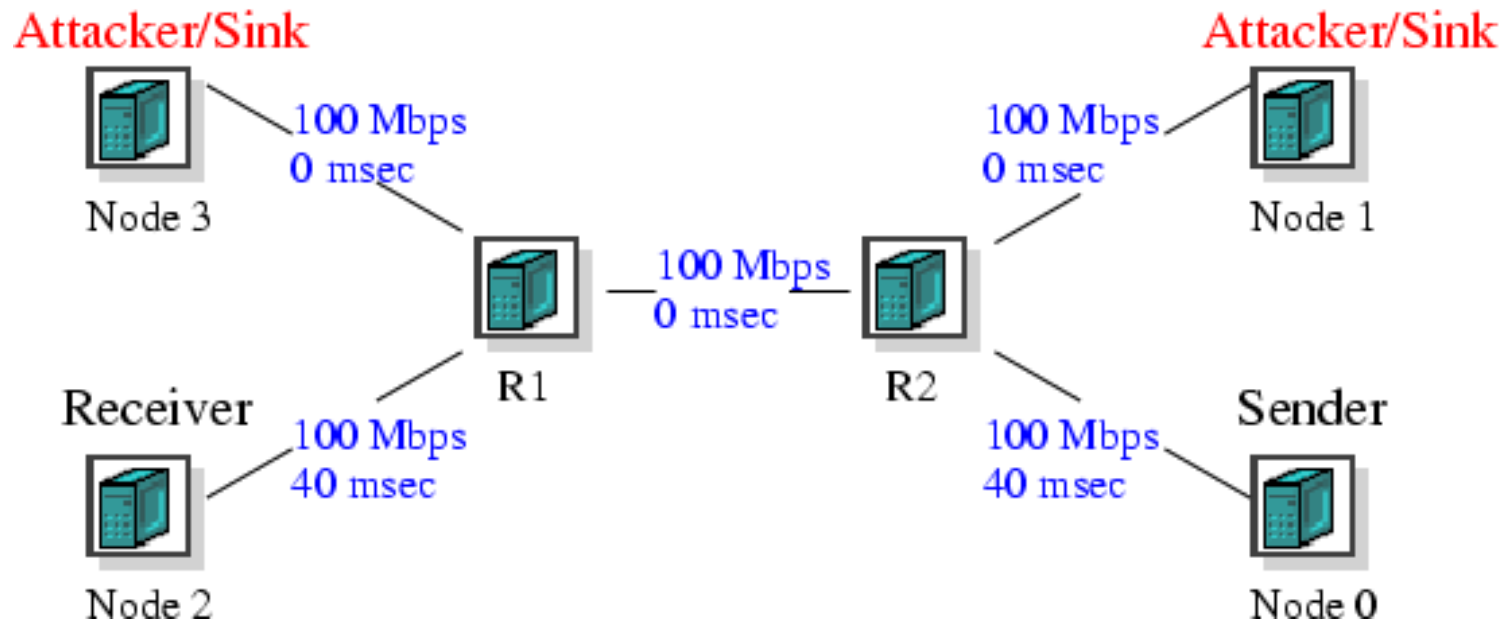 Attacker/Sink
Attacker/Sink
100 Mbps
0 msec
100 Mbps
0 msec
Node 3
Node 1
100 Mbps
0 msec
R1
R2
Receiver
Sender
100 Mbps
40 msec
100 Mbps
40 msec
Node 2
Node 0